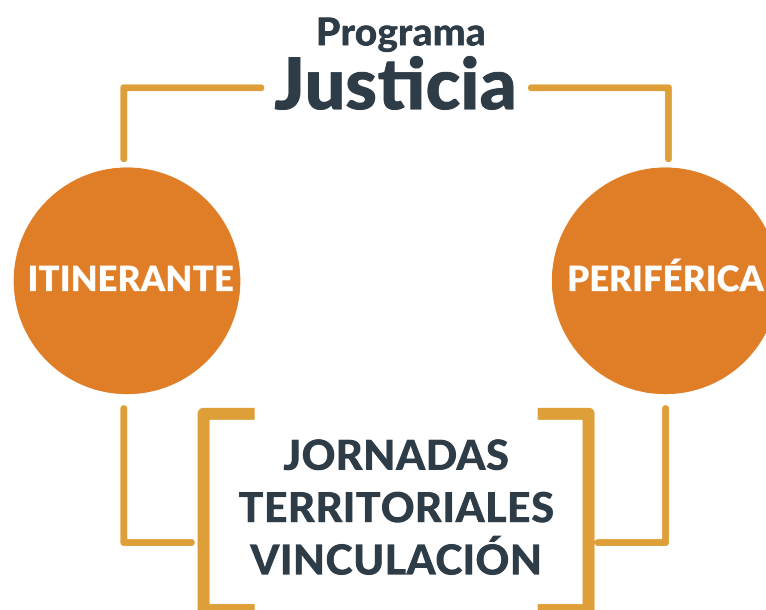 Programa
Justicia
ITINERANTE
PERIFÉRICA
JORNADAS
TERRITORIALES
VINCULACIÓN